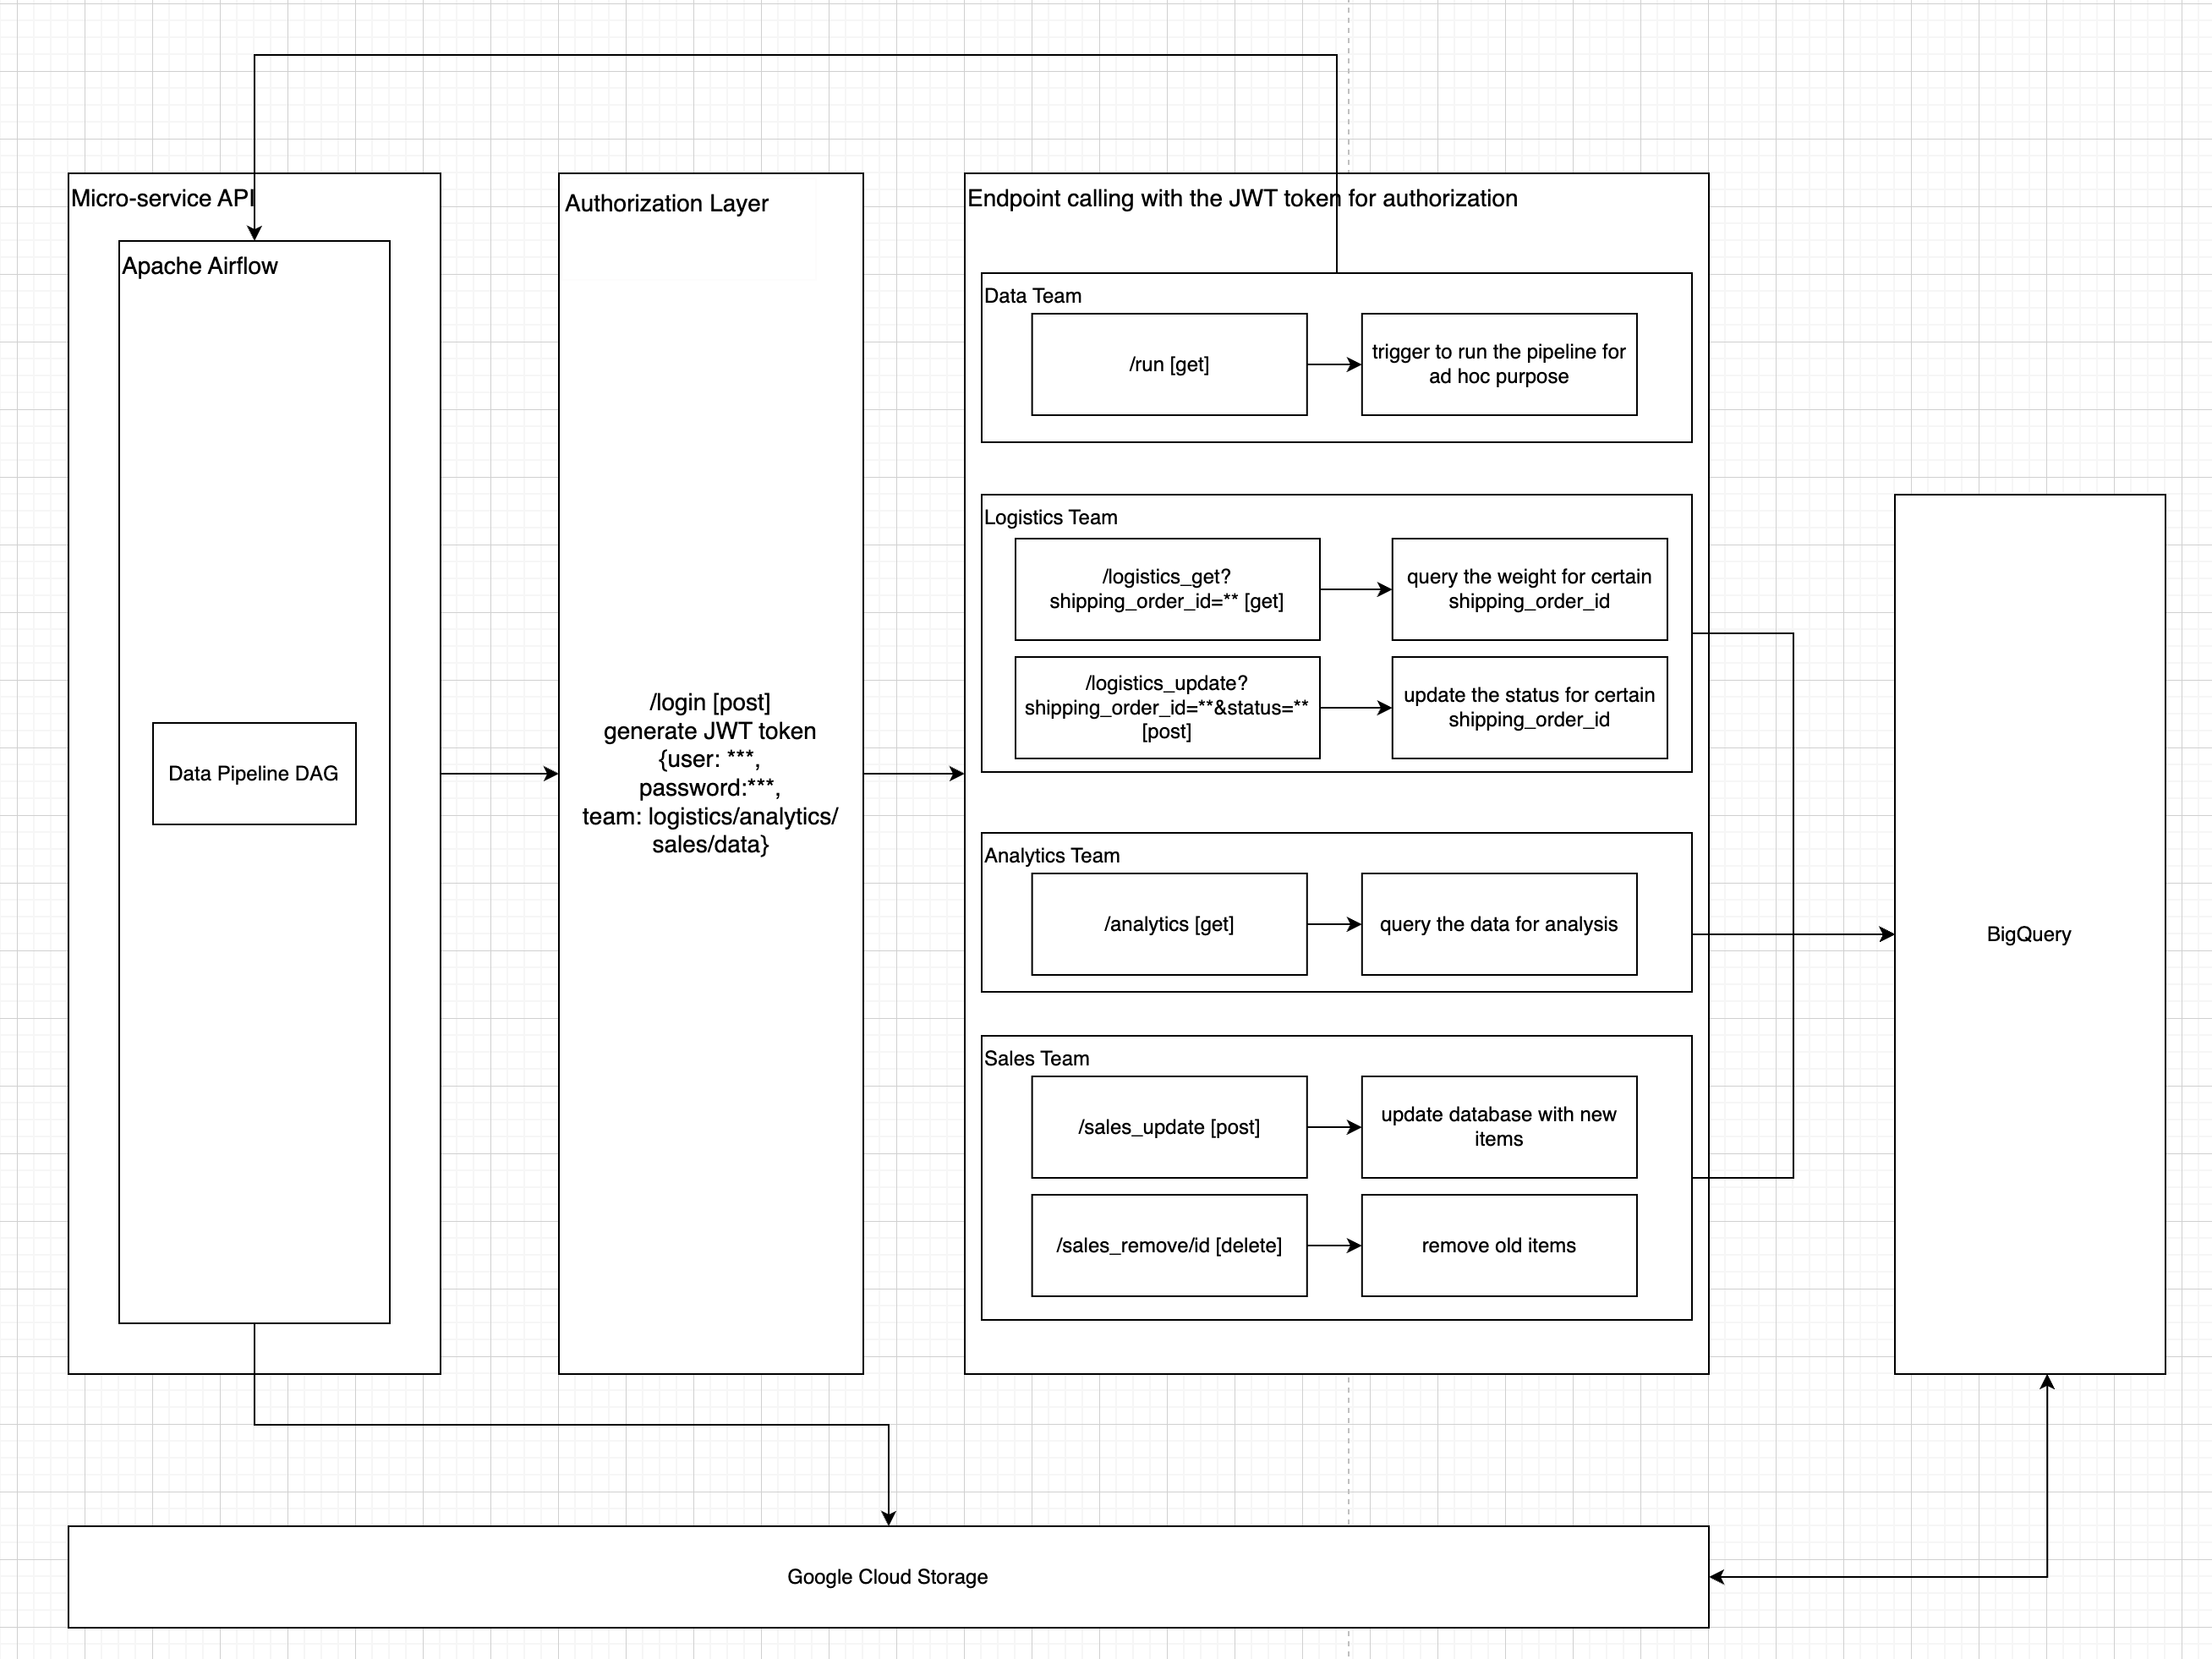 Micro-service API
Apache Airflow
Data Pipeline DAG
Authorization Layer
/login [post]
generate JWT token
{user: ***,
password:***,
team: logistics/analytics/
sales/data}
Endpoint calling with the JWT token for authorization
Data Team
/run [get]
trigger to run the pipeline for
ad hoc purpose
Logistics Team
/logistics_get?
shipping_order_id=** [get]
query the weight for certain
shipping_order_id
/logistics_update?
shipping_order_id=**&status=**
[post]
update the status for certain
shipping_order_id
Analytics Team
/analytics [get]
query the data for analysis
Sales Team
/sales_update [post]
update database with new
items
/sales_remove/id [delete]
remove old items
BigQuery
Google Cloud Storage